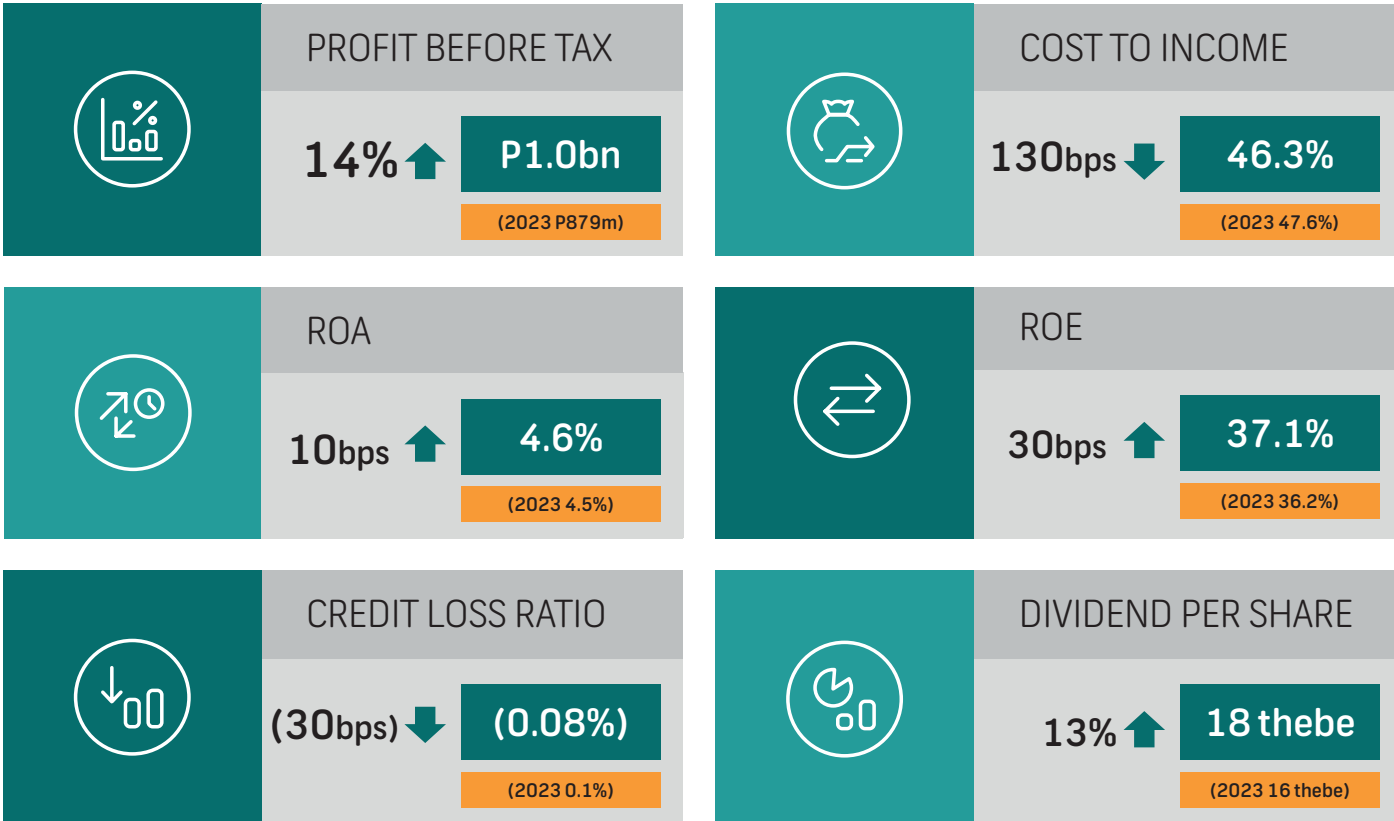 PROFIT BEFORE TAX
14%
P1.0bn
(2023 P879m)
COST TO INCOME
130bps
46.3%
(2023 47.6%)
ROA
10bps
4.6%
(2023 4.5%)
ROE
30bps
37.1%
(2023 36.2%)
CREDIT LOSS RATIO
(30bps)
(0.08%)
(2023 0.1%)
DIVIDEND PER SHARE
13%
18 thebe
(2023 16 thebe)